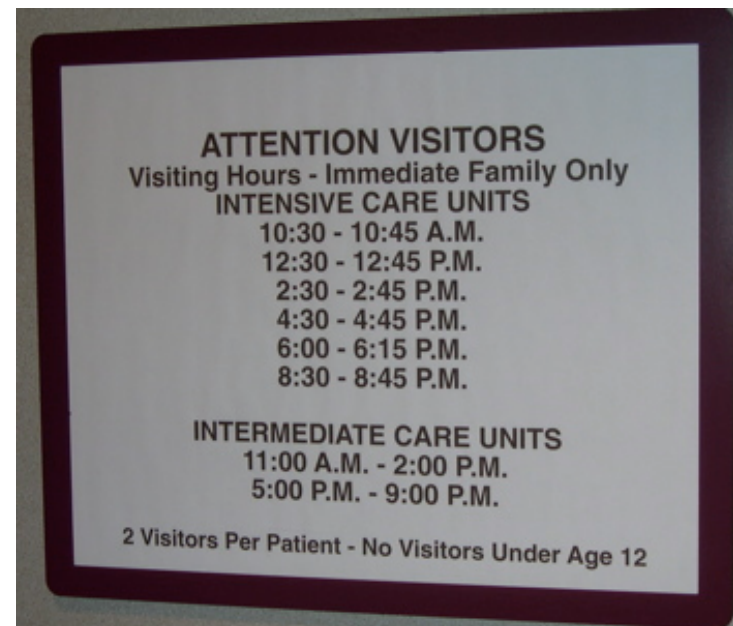 ATTENTION VISITORS
Visiting Hours - Immediate Family Only
INTENSIVE CARE UNITS
10:30 - 10:45 A.M.
12:30 - 12:45 P.M.
2:30 - 2:45 P.M.
4:30 - 4:45 P.M.
6:00 - 6:15 P.M.
8:30 - 8:45 P.M.
INTERMEDIATE CARE UNITS
11:00 A.M. - 2:00 P.M.
5:00 P.M. - 9:00 P.M.
2 Visitors Per Patient - No Visitors Under Age 12